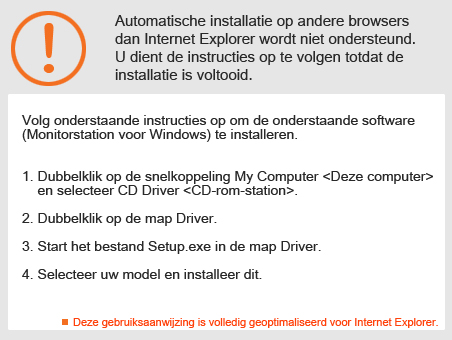 Automatische installatie op andere browsers
dan Internet Explorer wordt niet ondersteund.
U dient de instructies op te volgen totdat de
installatie is voltooid.
Volg onderstaande instructies op om de onderstaande software
(Monitorstation voor Windows) te installeren.
1. Dubbelklik op de snelkoppeling My Computer <Deze computer>
en selecteer CD Driver <CD-rom-station>.
2. Dubbelklik op de map Driver.
3. Start het bestand Setup.exe in de map Driver.
4. Selecteer uw model en installeer dit.
Deze gebruiksaanwijzing is volledig geoptimaliseerd voor Internet Explorer.